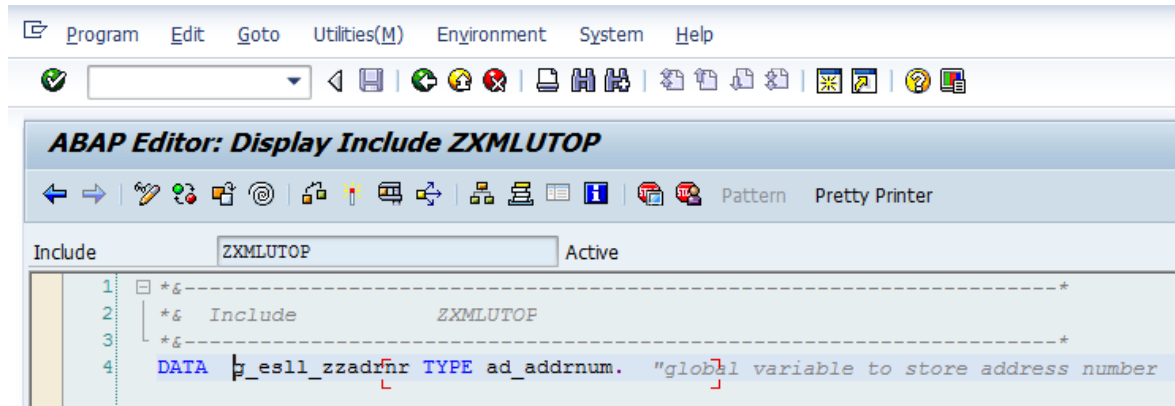 Program Edit Goto Utilities(M) Environment System Help
ABAP Editor: Display Include ZXMLUTOP
Pattern Pretty Printer
Include ZXMLUTOP Active
1 *&---------------------------------------------------------------------*
2 *& Include ZXMLUTOP
3 *&---------------------------------------------------------------------*
4 DATA g_esll_zzadrnr TYPE ad_addrnum. "global variable to store address number